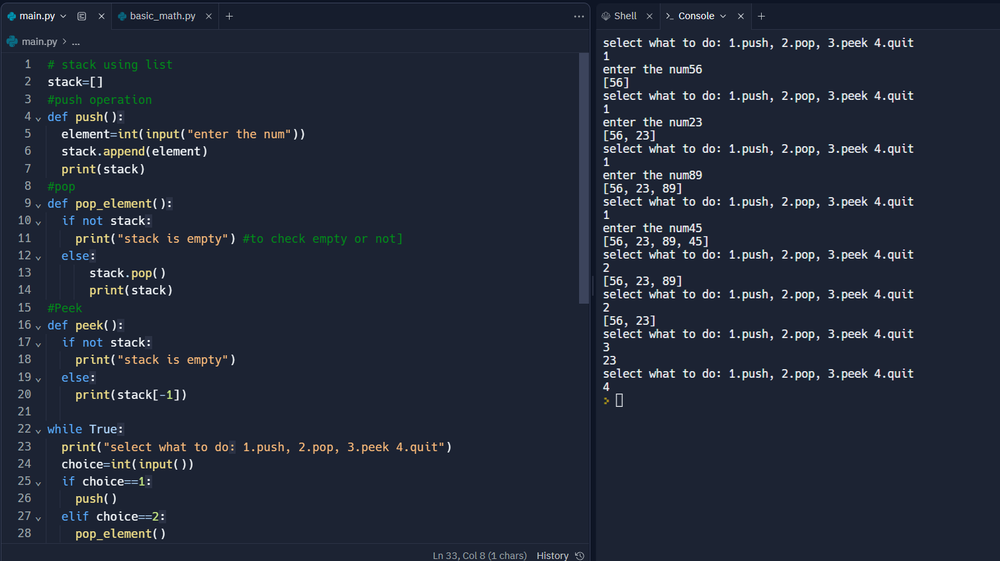 main.py
basic_math.py
main.py > ...
1 # stack using list
2 stack=[]
3 #push operation
4 def push():
5   element=int(input("enter the num"))
6   stack.append(element)
7   print(stack)
8 #pop
9 def pop_element():
10   if not stack:
11     print("stack is empty") #to check empty or not]
12   else:
13       stack.pop()
14       print(stack)
15 #Peek
16 def peek():
17   if not stack:
18     print("stack is empty")
19   else:
20     print(stack[-1])
21
22 while True:
23   print("select what to do: 1.push, 2.pop, 3.peek 4.quit")
24   choice=int(input())
25   if choice==1:
26     push()
27   elif choice==2:
28     pop_element()
Ln 33, Col 8 (1 chars) History
Shell
>_ Console
select what to do: 1.push, 2.pop, 3.peek 4.quit
1
enter the num56
[56]
select what to do: 1.push, 2.pop, 3.peek 4.quit
1
enter the num23
[56, 23]
select what to do: 1.push, 2.pop, 3.peek 4.quit
1
enter the num89
[56, 23, 89]
select what to do: 1.push, 2.pop, 3.peek 4.quit
1
enter the num45
[56, 23, 89, 45]
select what to do: 1.push, 2.pop, 3.peek 4.quit
2
[56, 23, 89]
select what to do: 1.push, 2.pop, 3.peek 4.quit
2
[56, 23]
select what to do: 1.push, 2.pop, 3.peek 4.quit
3
23
select what to do: 1.push, 2.pop, 3.peek 4.quit
4
>